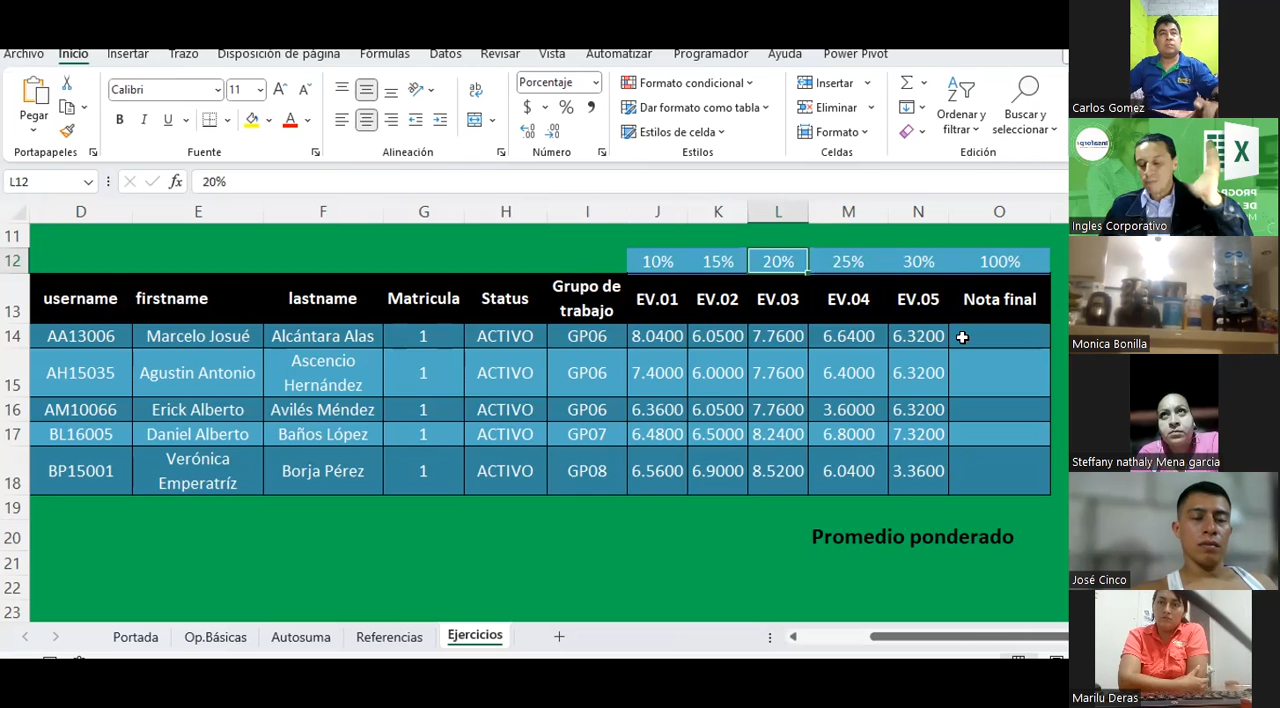 Archivo Inicio Insertar Trazo Disposición de página Fórmulas Datos Revisar Vista Automatizar Programador Ayuda Power Pivot
Pegar
Portapapeles
Calibri 11
N K S
Fuente
ab
Alineación
Porcentaje
$ %
Número
Formato condicional
Dar formato como tabla
Estilos de celda
Estilos
Insertar
Eliminar
Formato
Celdas
Ordenar y filtrar
Buscar y seleccionar
Edición
L12 fx 20%
D E F G H I J K L M N O
11
12 10% 15% 20% 25% 30% 100%
13 username firstname lastname Matricula Status Grupo de trabajo EV.01 EV.02 EV.03 EV.04 EV.05 Nota final
14 AA13006 Marcelo Josué Alcántara Alas 1 ACTIVO GP06 8.0400 6.0500 7.7600 6.6400 6.3200
15 AH15035 Agustin Antonio Ascencio Hernández 1 ACTIVO GP06 7.4000 6.0000 7.7600 6.4000 6.3200
16 AM10066 Erick Alberto Avilés Méndez 1 ACTIVO GP06 6.3600 6.0500 7.7600 3.6000 6.3200
17 BL16005 Daniel Alberto Baños López 1 ACTIVO GP07 6.4800 6.5000 8.2400 6.8000 7.3200
18 BP15001 Verónica Emperatríz Borja Pérez 1 ACTIVO GP08 6.5600 6.9000 8.5200 6.0400 3.3600
19
20 Promedio ponderado
21
22
23
Portada Op.Básicas Autosuma Referencias Ejercicios
Carlos Gomez
Insaforp
X
Ingles Corporativo
Monica Bonilla
Steffany nathaly Mena garcia
José Cinco
Marilu Deras